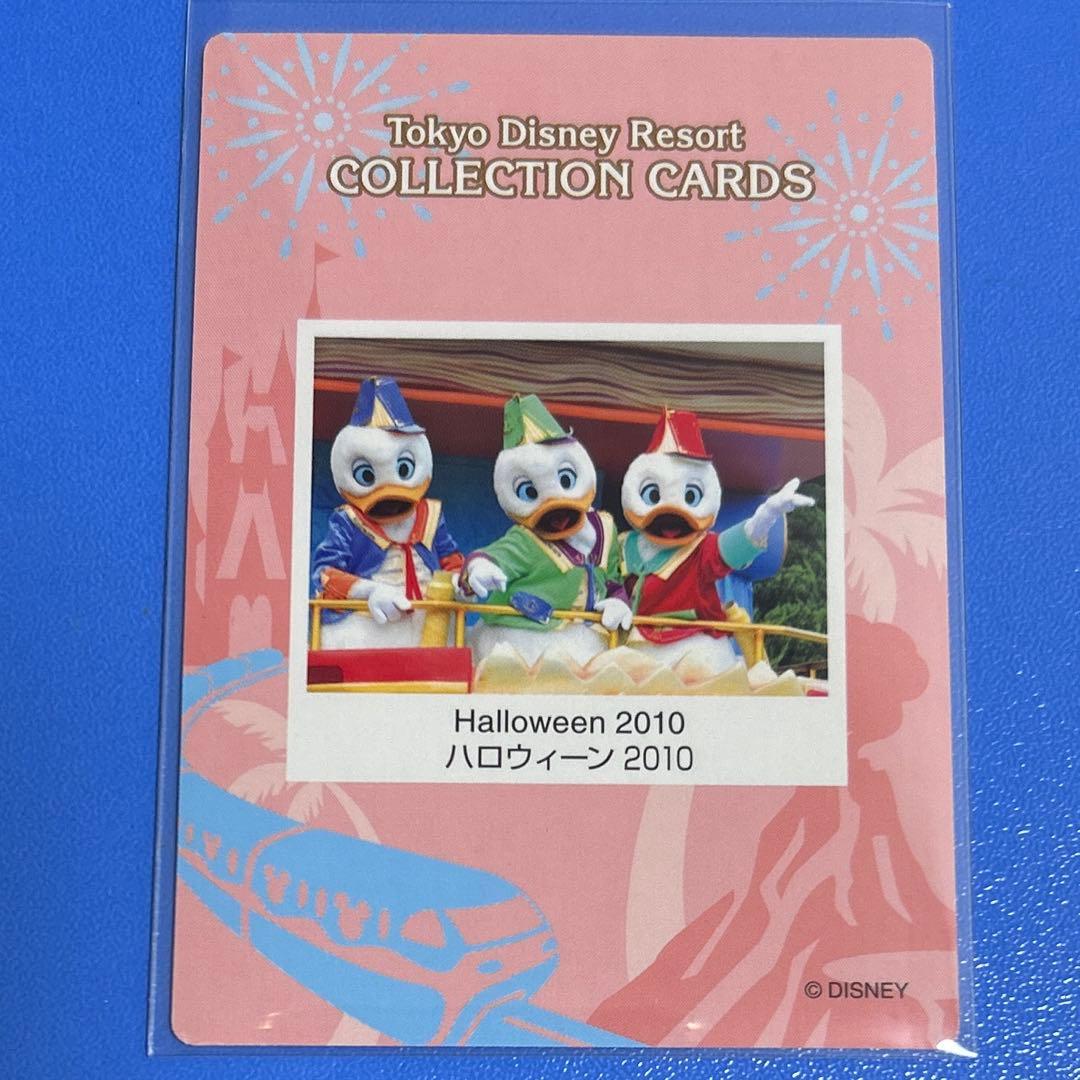 Tokyo Disney Resort
COLLECTION CARDS
Halloween 2010
ハロウィーン 2010
© DISNEY